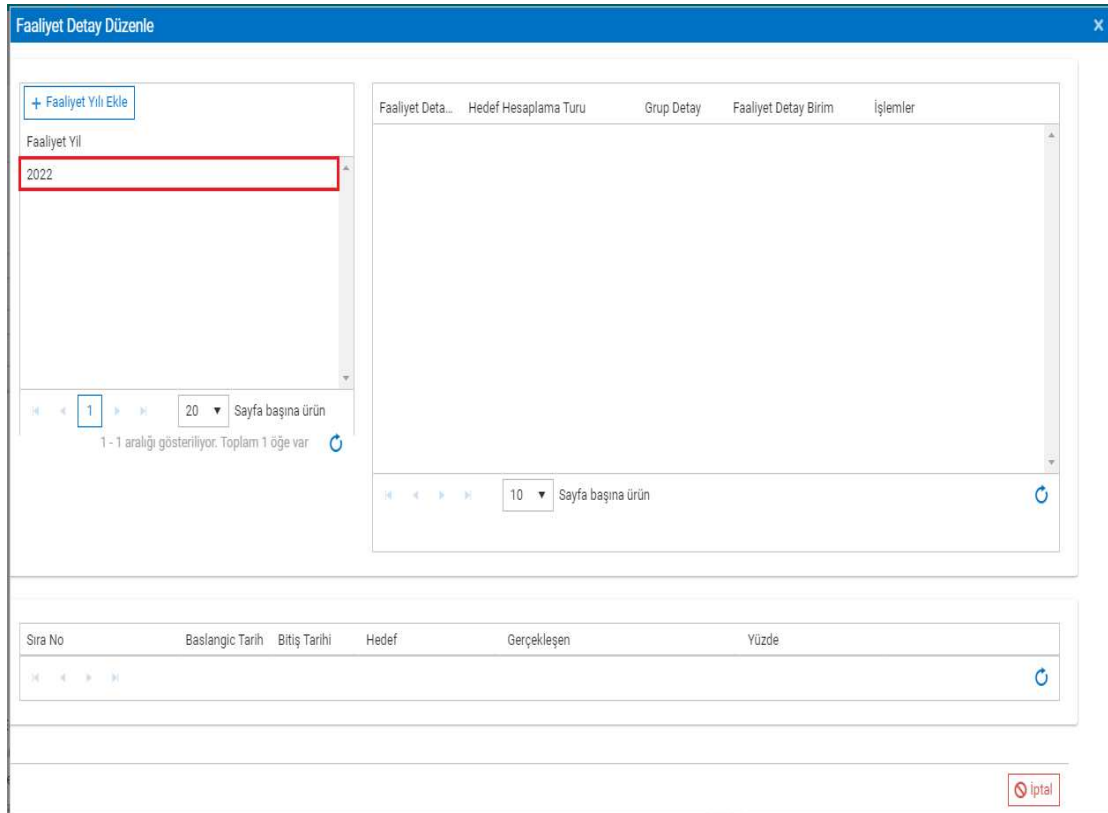 Faaliyet Detay Düzenle
+ Faaliyet Yılı Ekle
Faaliyet Yil
2022
1
20 Sayfa başına ürün
1 - 1 aralığı gösteriliyor. Toplam 1 öğe var
Faaliyet Deta... Hedef Hesaplama Turu Grup Detay Faaliyet Detay Birim İşlemler
10 Sayfa başına ürün
Sıra No Baslangic Tarih Bitiş Tarihi Hedef Gerçekleşen Yüzde
İptal